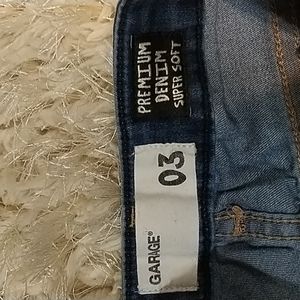 PREMIUM
DENIM
SUPER SOFT
GARAGE®
03